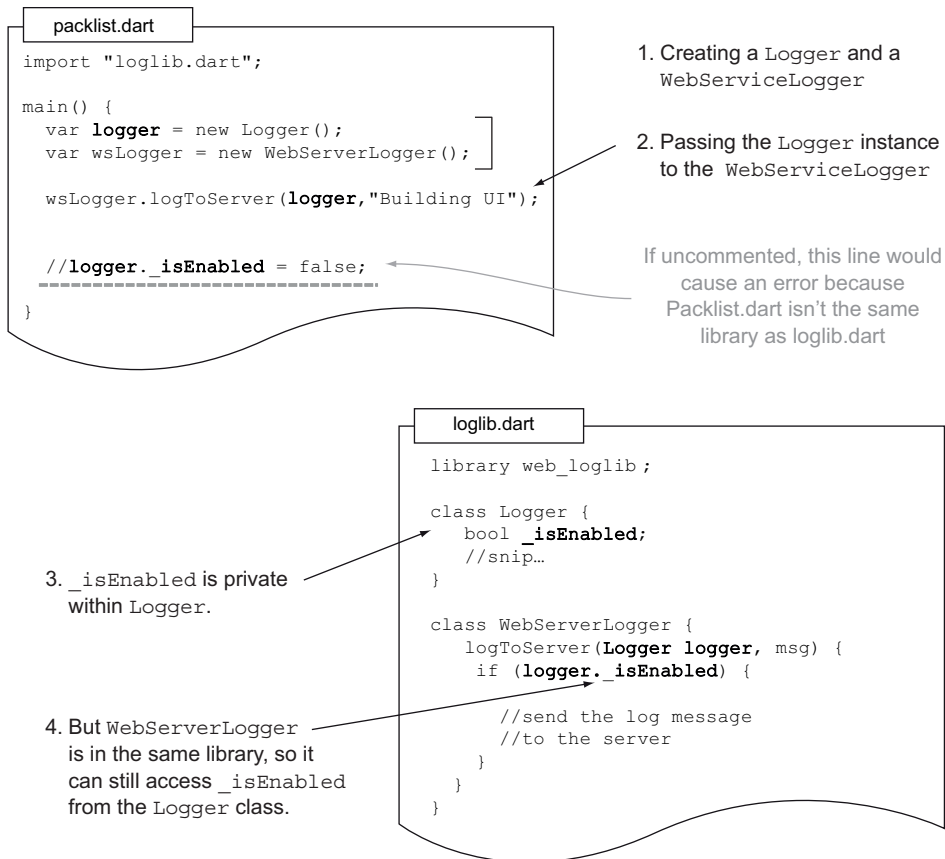 packlist.dart
import "loglib.dart";
main() {
var logger = new Logger();
var wsLogger = new WebServerLogger();
wsLogger.logToServer(logger,"Building UI");
//logger._isEnabled = false;
}
1. Creating a Logger and a
WebServiceLogger
2. Passing the Logger instance
to the WebServiceLogger
If uncommented, this line would
cause an error because
Packlist.dart isn't the same
library as loglib.dart
loglib.dart
library web_loglib;
class Logger {
bool _isEnabled;
//snip…
}
class WebServerLogger {
logToServer(Logger logger, msg) {
if (logger._isEnabled) {
//send the log message
//to the server
}
}
}
3. _isEnabled is private
within Logger.
4. But WebServerLogger
is in the same library, so it
can still access _isEnabled
from the Logger class.